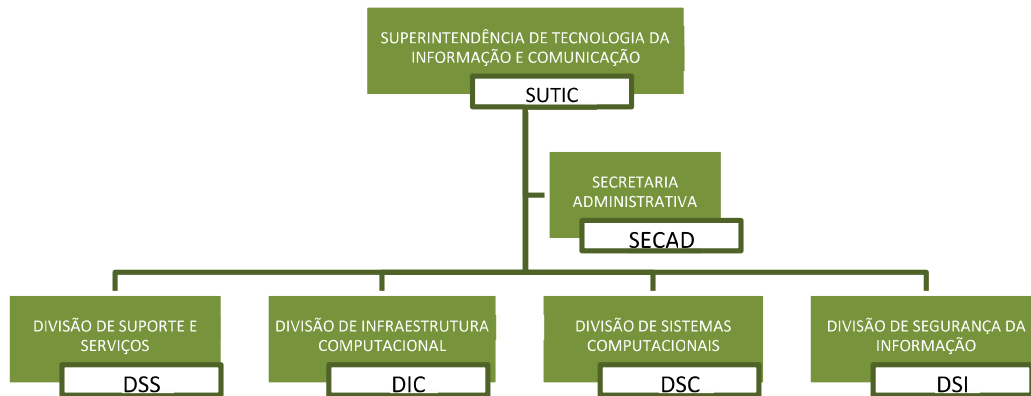 SUPERINTENDÊNCIA DE TECNOLOGIA DA
INFORMAÇÃO E COMUNICAÇÃO
SUTIC
SECRETARIA
ADMINISTRATIVA
SECAD
DIVISÃO DE SUPORTE E
SERVIÇOS
DSS
DIVISÃO DE INFRAESTRUTURA
COMPUTACIONAL
DIC
DIVISÃO DE SISTEMAS
COMPUTACIONAIS
DSC
DIVISÃO DE SEGURANÇA DA
INFORMAÇÃO
DSI